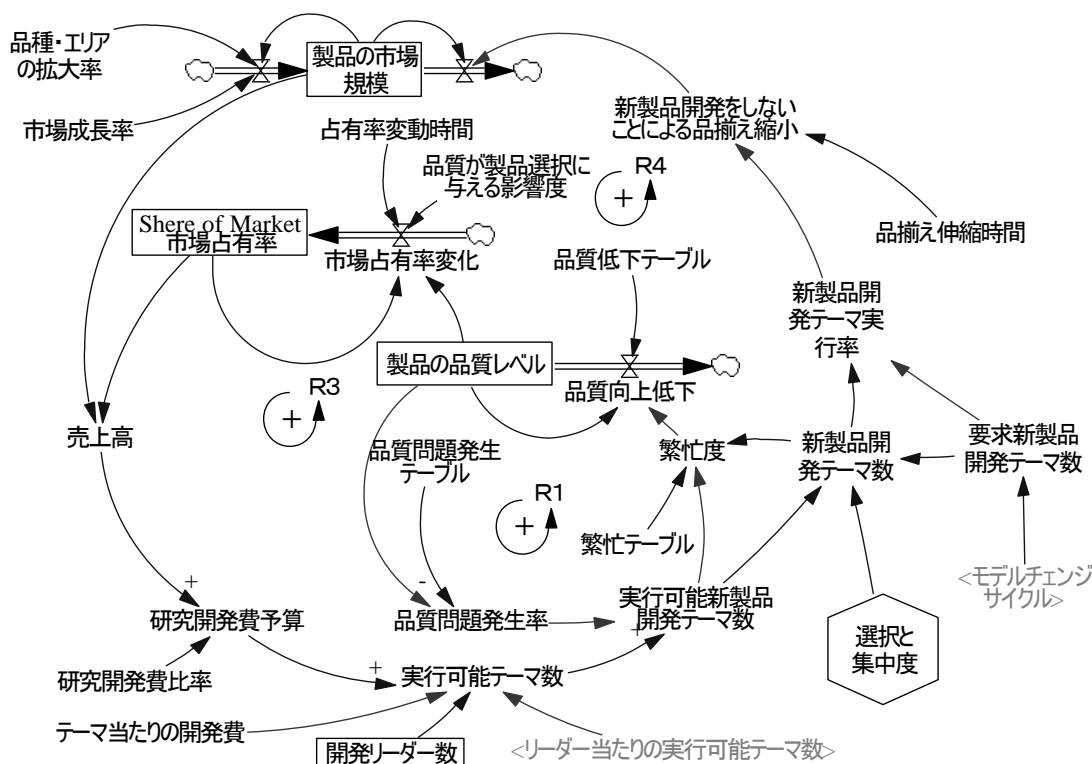 品種・エリア
の拡大率
製品の市場
規模
市場成長率
占有率変動時間
新製品開発をしない
ことによる品揃え縮小
品質が製品選択に
与える影響度
R4
+
Shere of Market
市場占有率
市場占有率変化
品揃え伸縮時間
品質低下テーブル
新製品開
発テーマ実
行率
製品の品質レベル
品質向上低下
R3
+
売上高
品質問題発生
テーブル
繁忙度
新製品開
発テーマ数
要求新製品
開発テーマ数
R1
+
繁忙テーブル
<モデルチェンジ
サイクル>
+
-
研究開発費予算
品質問題発生率
実行可能新製品
開発テーマ数
+
選択と
集中度
研究開発費比率
+
実行可能テーマ数
テーマ当たりの開発費
開発リーダー数
<リーダー当たりの実行可能テーマ数>